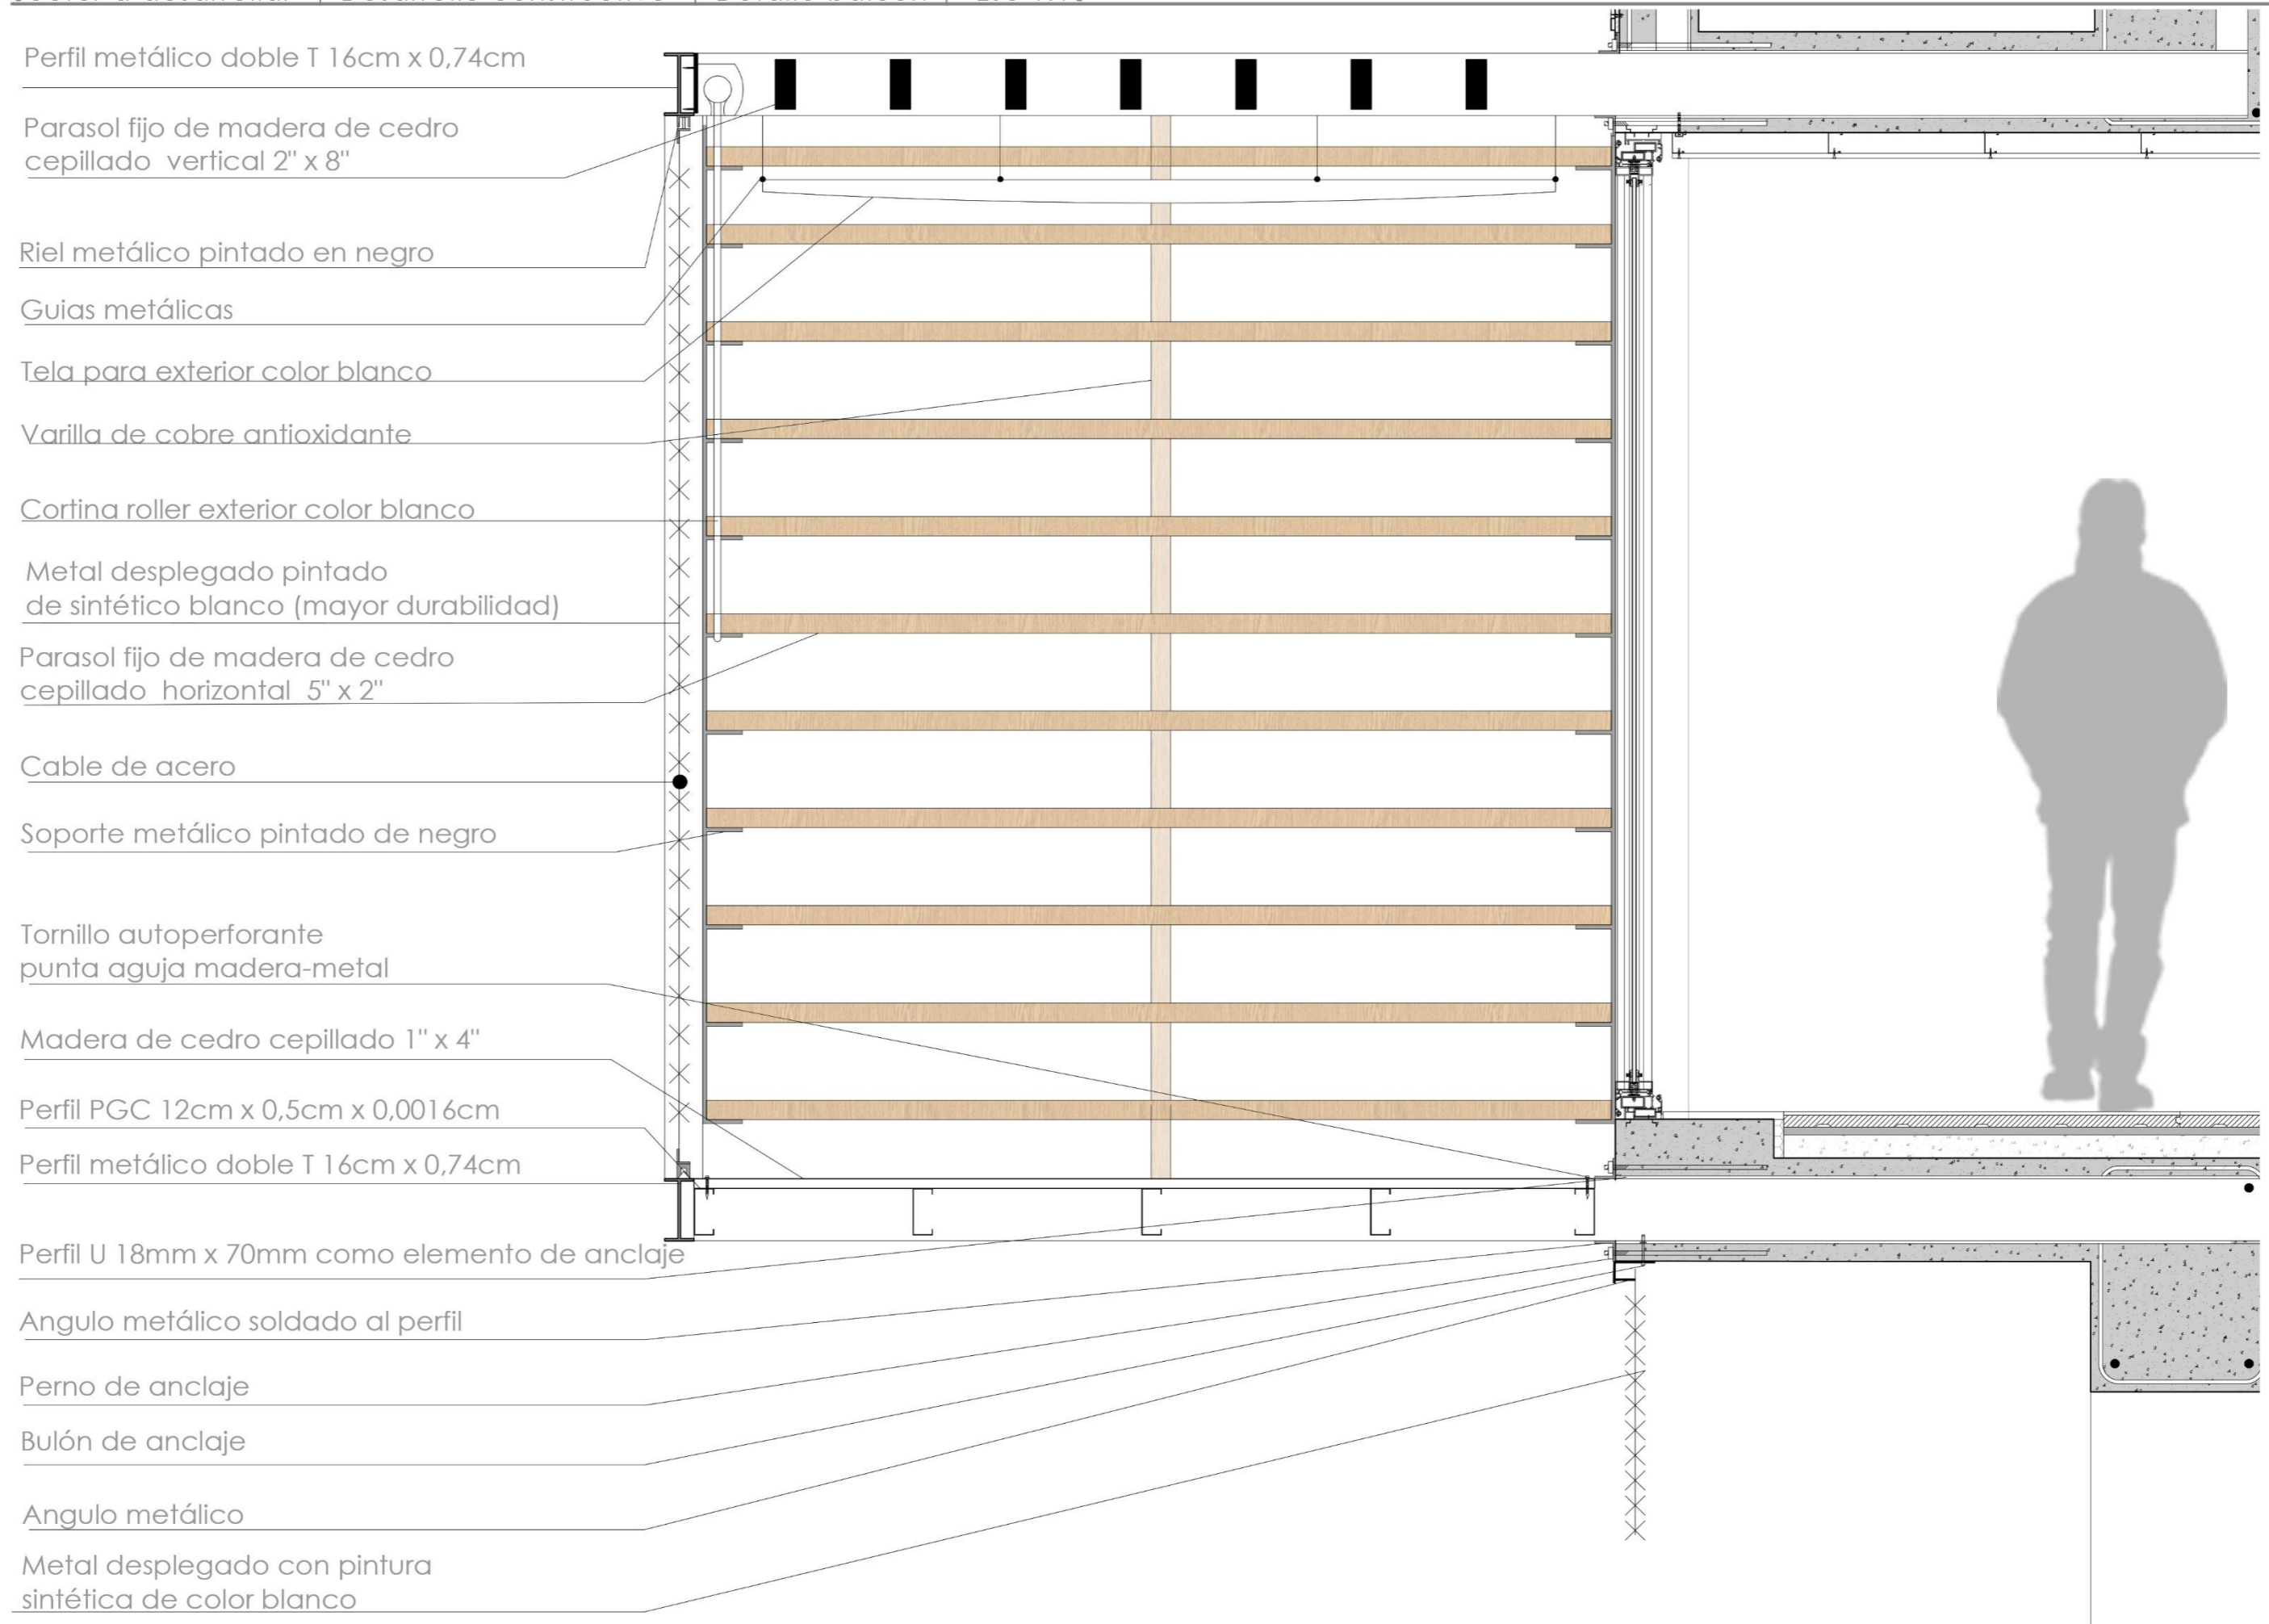 Perfil metálico doble T 16cm x 0,74cm
Parasol fijo de madera de cedro
cepillado vertical 2" x 8"
Riel metálico pintado en negro
Guias metálicas
Tela para exterior color blanco
Varilla de cobre antioxidante
Cortina roller exterior color blanco
Metal desplegado pintado
de sintético blanco (mayor durabilidad)
Parasol fijo de madera de cedro
cepillado horizontal 5" x 2"
Cable de acero
Soporte metálico pintado de negro
Tornillo autoperforante
punta aguja madera-metal
Madera de cedro cepillado 1" x 4"
Perfil PGC 12cm x 0,5cm x 0,0016cm
Perfil metálico doble T 16cm x 0,74cm
Perfil U 18mm x 70mm como elemento de anclaje
Angulo metálico soldado al perfil
Perno de anclaje
Bulón de anclaje
Angulo metálico
Metal desplegado con pintura
sintética de color blanco